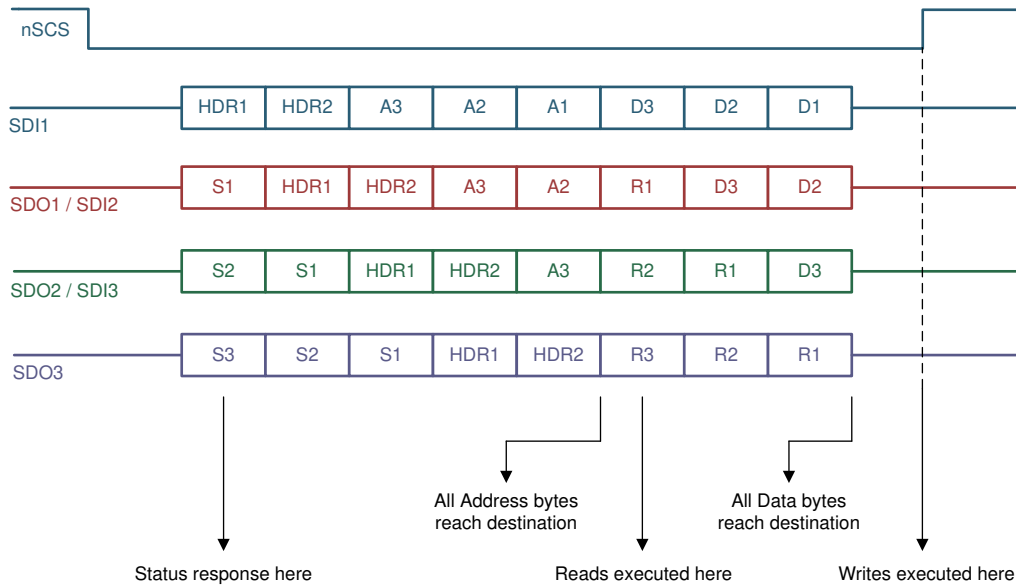 nSCS
HDR1 HDR2 A3 A2 A1 D3 D2 D1
SDI1
S1 HDR1 HDR2 A3 A2 R1 D3 D2
SDO1 / SDI2
S2 S1 HDR1 HDR2 A3 R2 R1 D3
SDO2 / SDI3
S3 S2 S1 HDR1 HDR2 R3 R2 R1
SDO3
All Address bytes
reach destination
All Data bytes
reach destination
Status response here
Reads executed here
Writes executed here